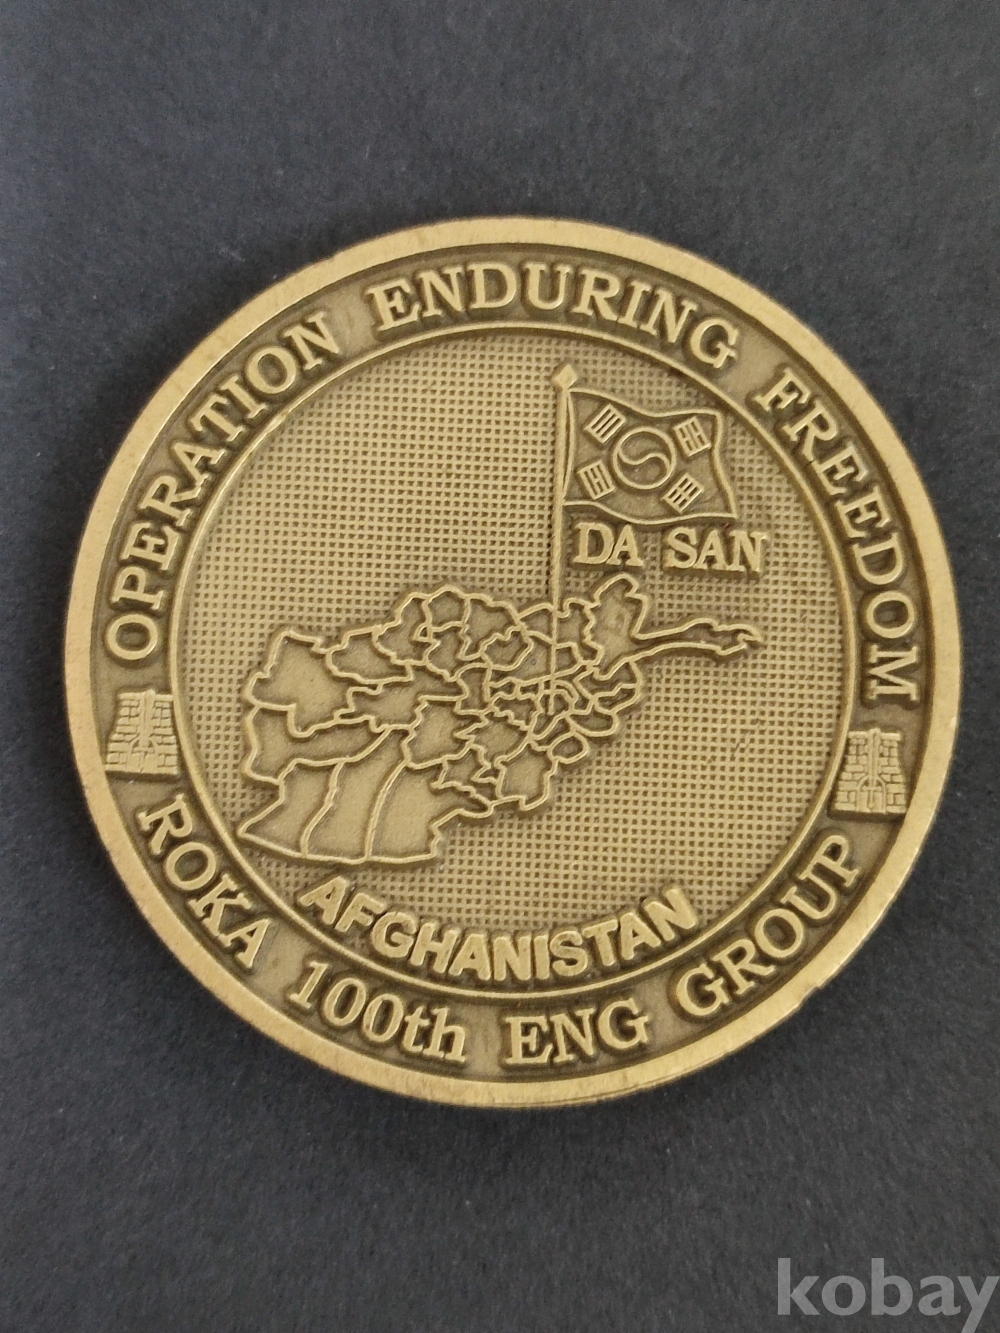 OPERATION ENDURING FREEDOM
DA SAN
AFGHANISTAN
ROKA 100th ENG GROUP
kobay